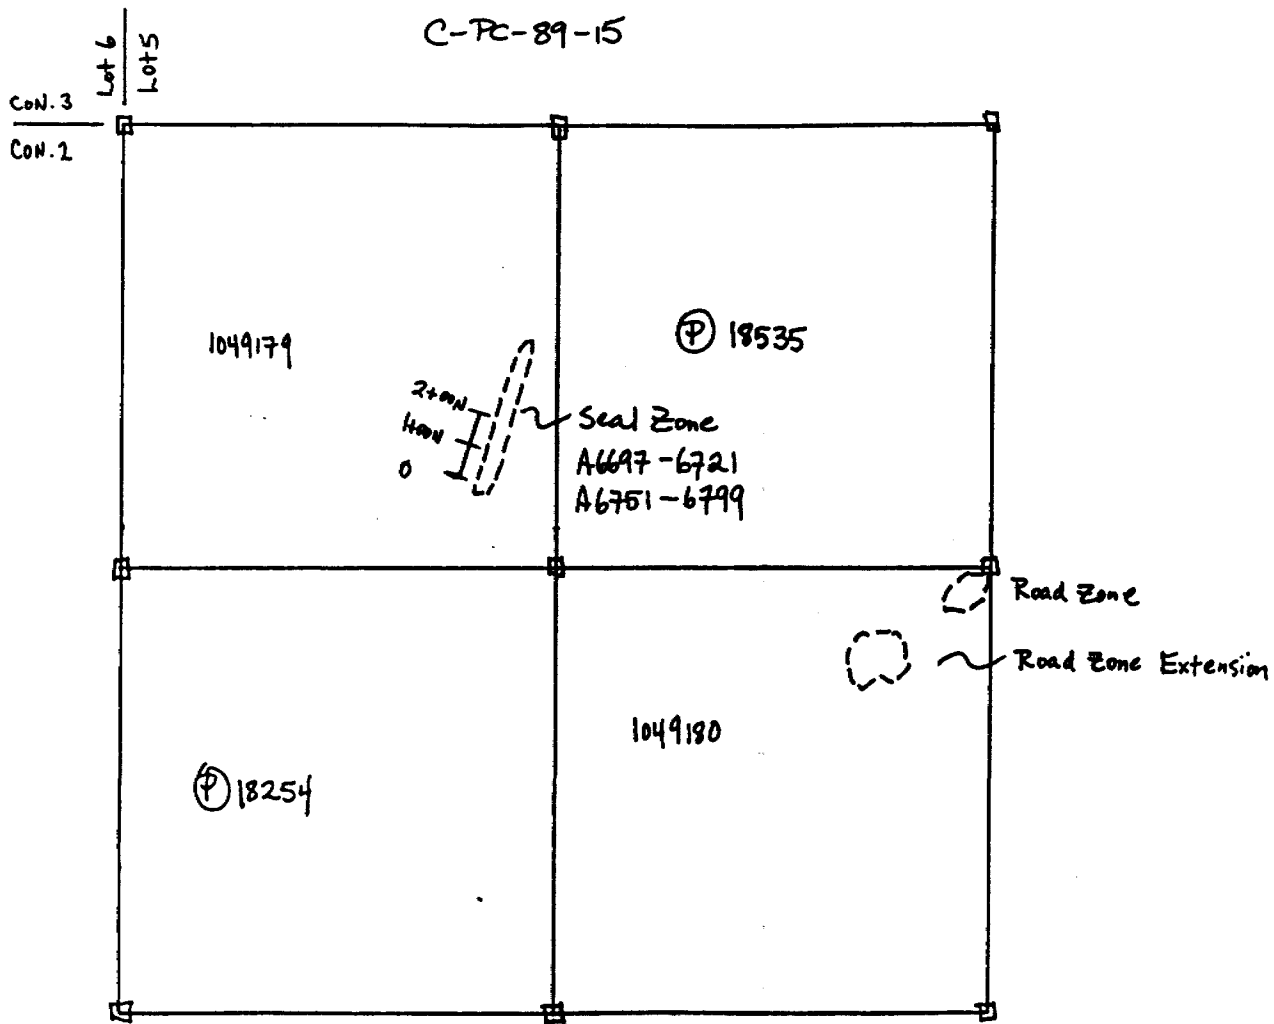 C-PC-89-15
Lot 6
Lot 5
CON. 3
CON. 2
1049179
P 18535
2+00N
1+00N
0
Seal Zone
A6697-6721
A6751-6799
Road Zone
Road Zone Extension
1049180
P 18254